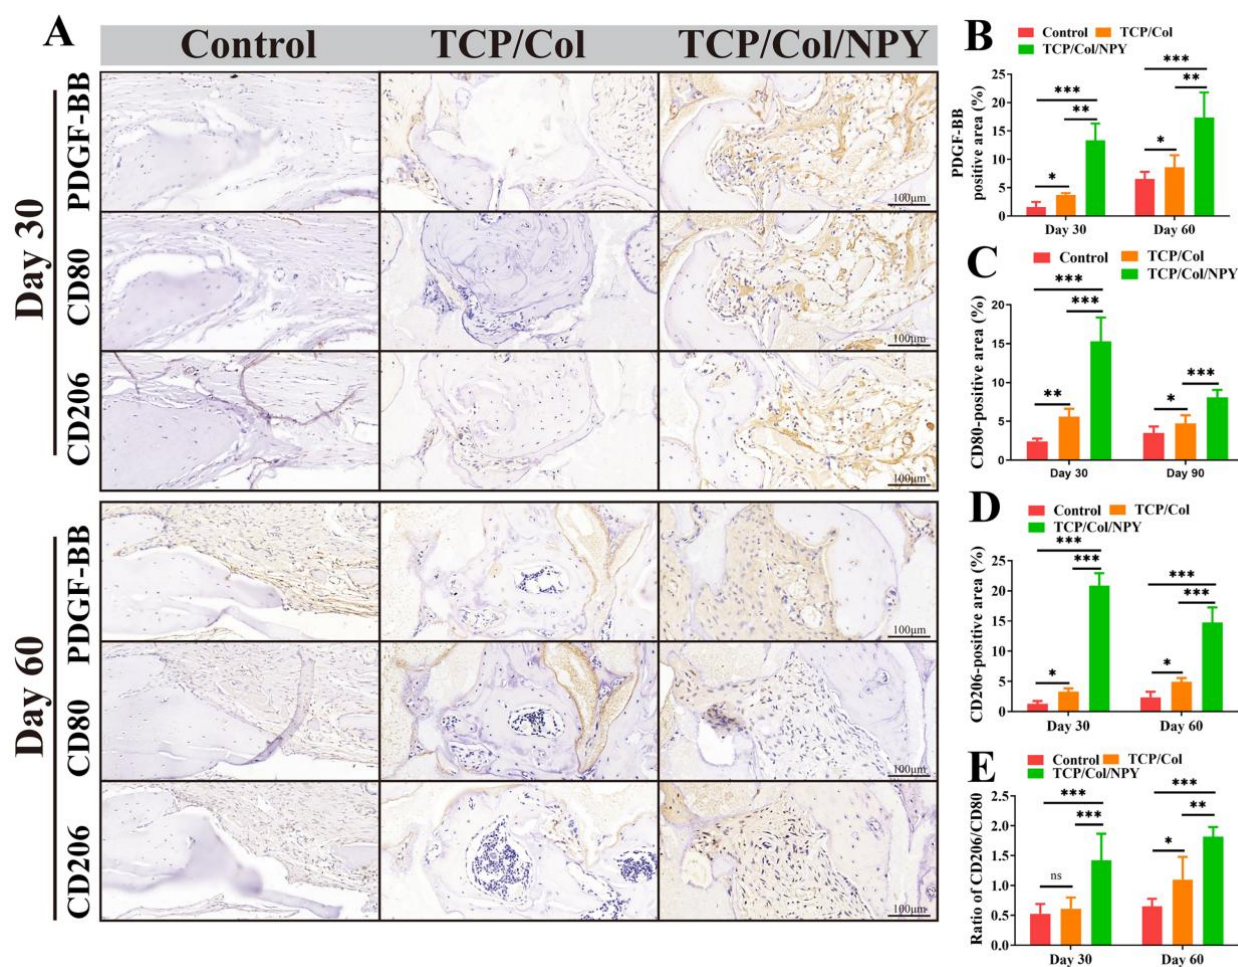 A
Control
TCP/Col
TCP/Col/NPY
Day 30
PDGF-BB
100μm
CD80
100μm
CD206
100μm
Day 60
PDGF-BB
100μm
CD80
100μm
CD206
100μm
B
Control TCP/Col
TCP/Col/NPY
PDGF-BB
positive area (%)
25
20
15
10
5
0
***
**
*
***
**
*
Day 30 Day 60
C
Control TCP/Col
TCP/Col/NPY
CD80-positive area (%)
20
15
10
5
0
***
***
**
***
*
Day 30 Day 90
D
Control TCP/Col
TCP/Col/NPY
CD206-positive area (%)
25
20
15
10
5
0
***
***
*
***
***
*
Day 30 Day 60
E
Control TCP/Col
TCP/Col/NPY
Ratio of CD206/CD80
2.5
2.0
1.5
1.0
0.5
0.0
***
***
ns
***
**
*
Day 30 Day 60